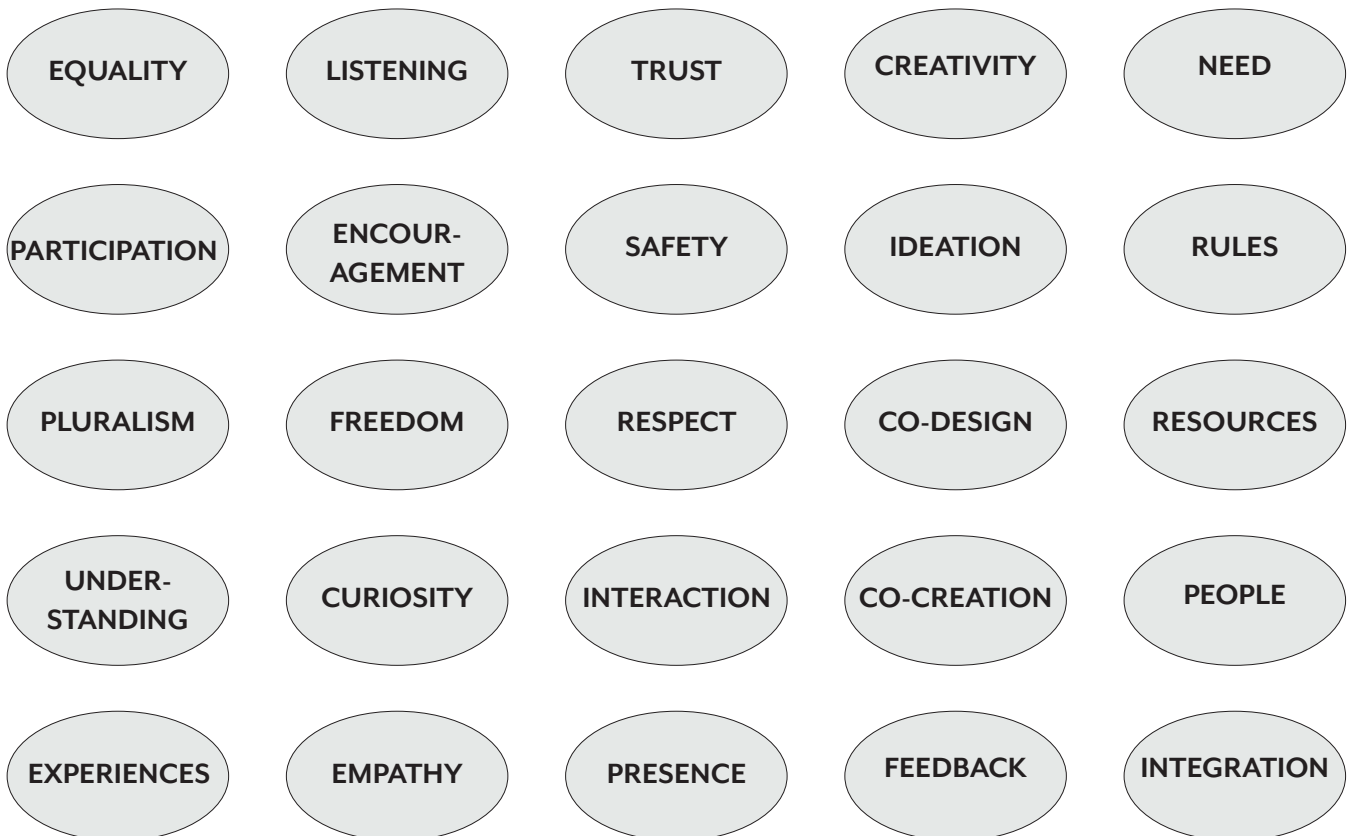 EQUALITY
LISTENING
TRUST
CREATIVITY
NEED
PARTICIPATION
ENCOUR-
AGEMENT
SAFETY
IDEATION
RULES
PLURALISM
FREEDOM
RESPECT
CO-DESIGN
RESOURCES
UNDER-
STANDING
CURIOSITY
INTERACTION
CO-CREATION
PEOPLE
EXPERIENCES
EMPATHY
PRESENCE
FEEDBACK
INTEGRATION